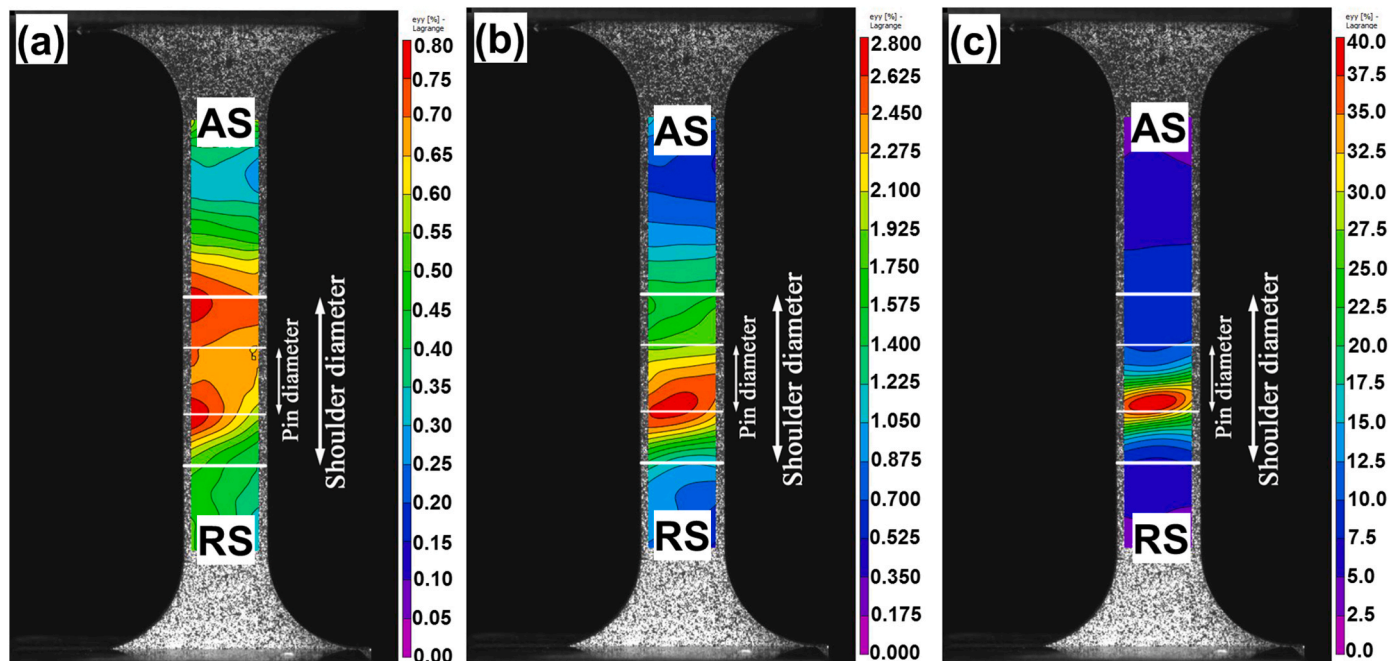 (a)
eyy [%] -
Lagrange
0.80
0.75
0.70
0.65
0.60
0.55
0.50
0.45
0.40
0.35
0.30
0.25
0.20
0.15
0.10
0.05
0.00
AS
RS
Pin diameter
Shoulder diameter
(b)
eyy [%] -
Lagrange
2.800
2.625
2.450
2.275
2.100
1.925
1.750
1.575
1.400
1.225
1.050
0.875
0.700
0.525
0.350
0.175
0.000
AS
RS
Pin diameter
Shoulder diameter
(c)
eyy [%] -
Lagrange
40.0
37.5
35.0
32.5
30.0
27.5
25.0
22.5
20.0
17.5
15.0
12.5
10.0
7.5
5.0
2.5
0.0
AS
RS
Pin diameter
Shoulder diameter